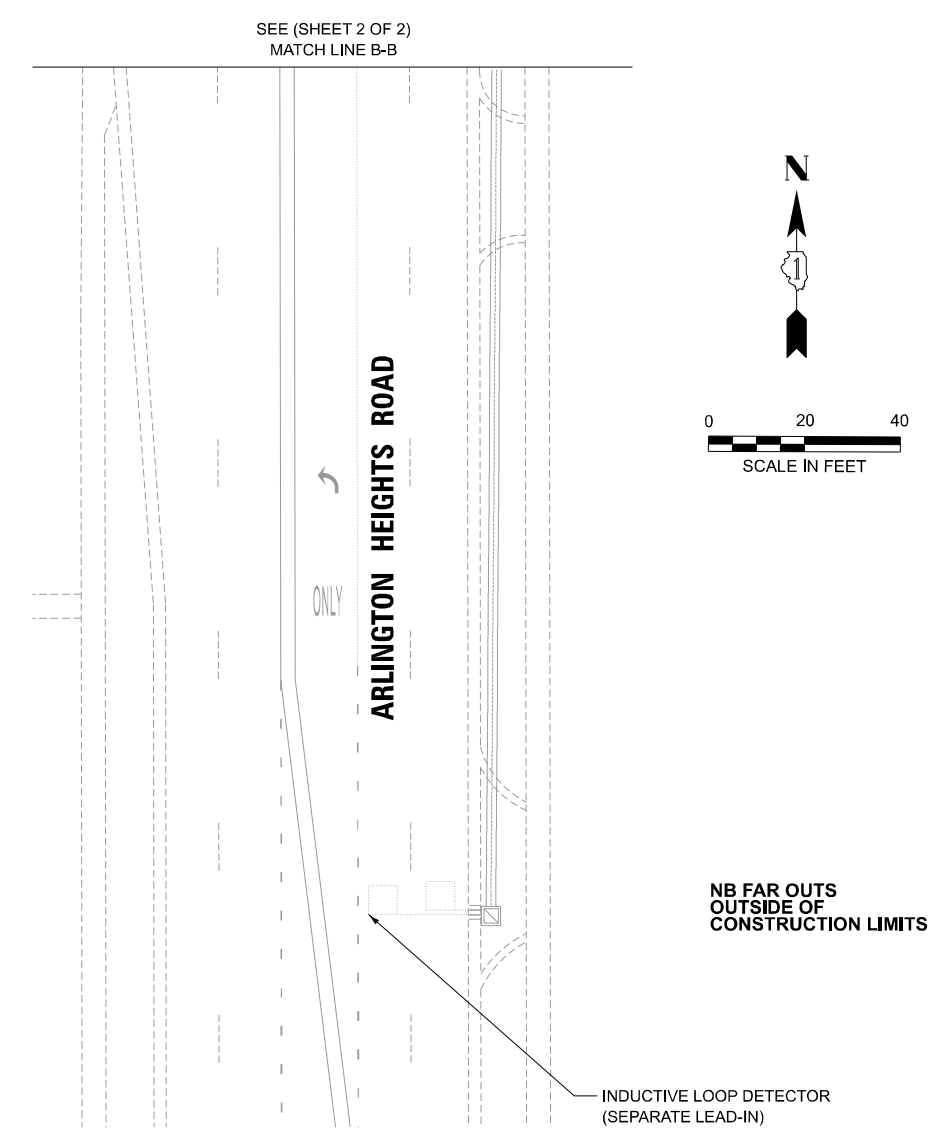 SEE (SHEET 2 OF 2)
MATCH LINE B-B
N
1
0 20 40
SCALE IN FEET
ARLINGTON HEIGHTS ROAD
ONLY
NB FAR OUTS
OUTSIDE OF
CONSTRUCTION LIMITS
INDUCTIVE LOOP DETECTOR
(SEPARATE LEAD-IN)